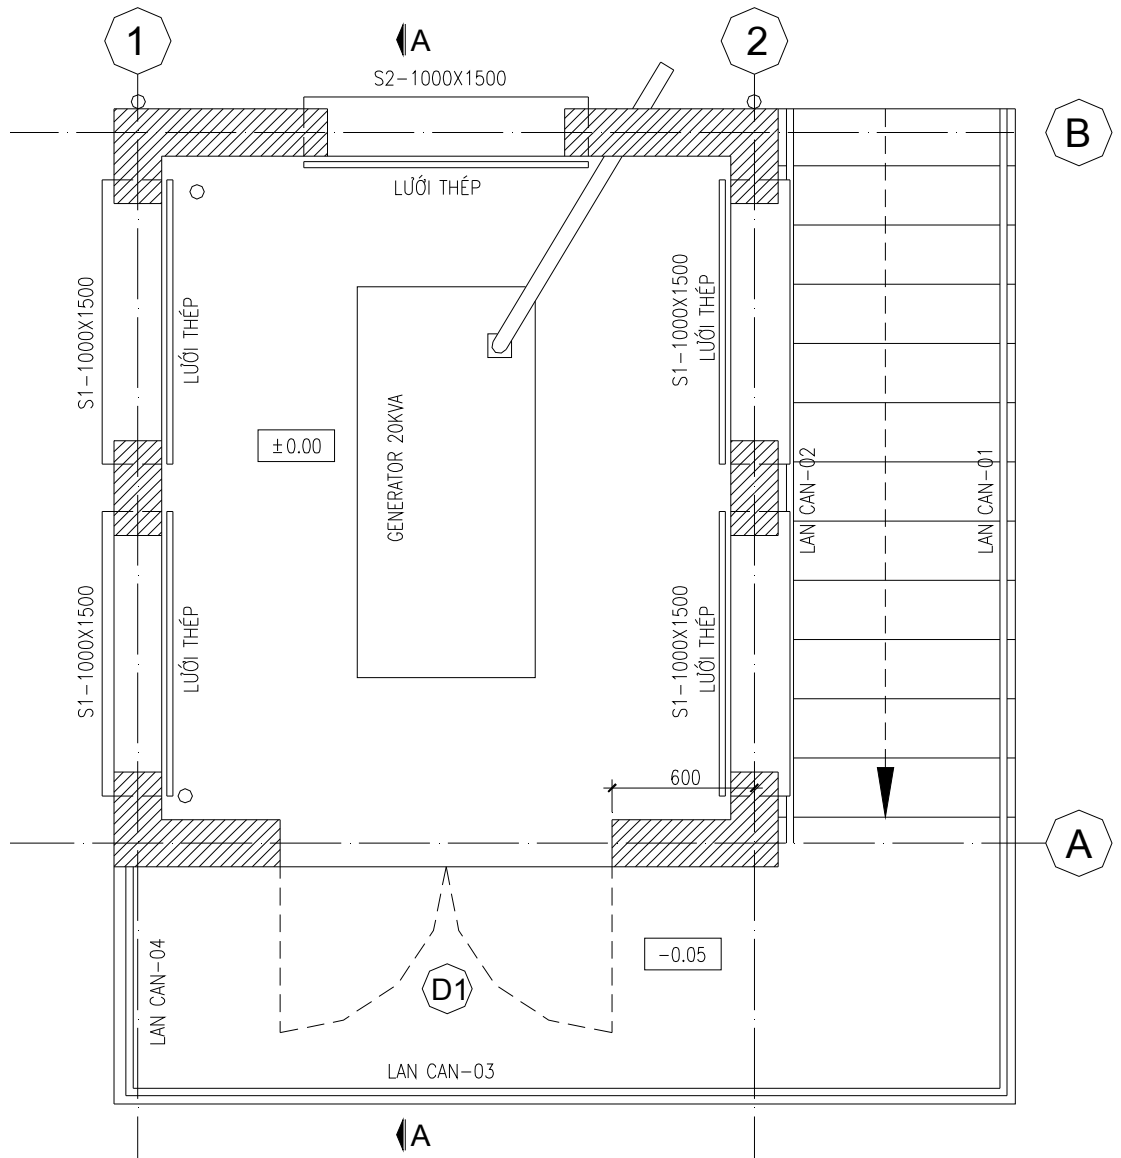 1
A
2
S2-1000X1500
B
LƯỚI THÉP
S1-1000X1500
LƯỚI THÉP
S1-1000X1500
LƯỚI THÉP
±0.00
GENERATOR 20KVA
LAN CAN-02
LAN CAN-01
S1-1000X1500
LƯỚI THÉP
S1-1000X1500
LƯỚI THÉP
600
A
LAN CAN-04
D1
-0.05
LAN CAN-03
A